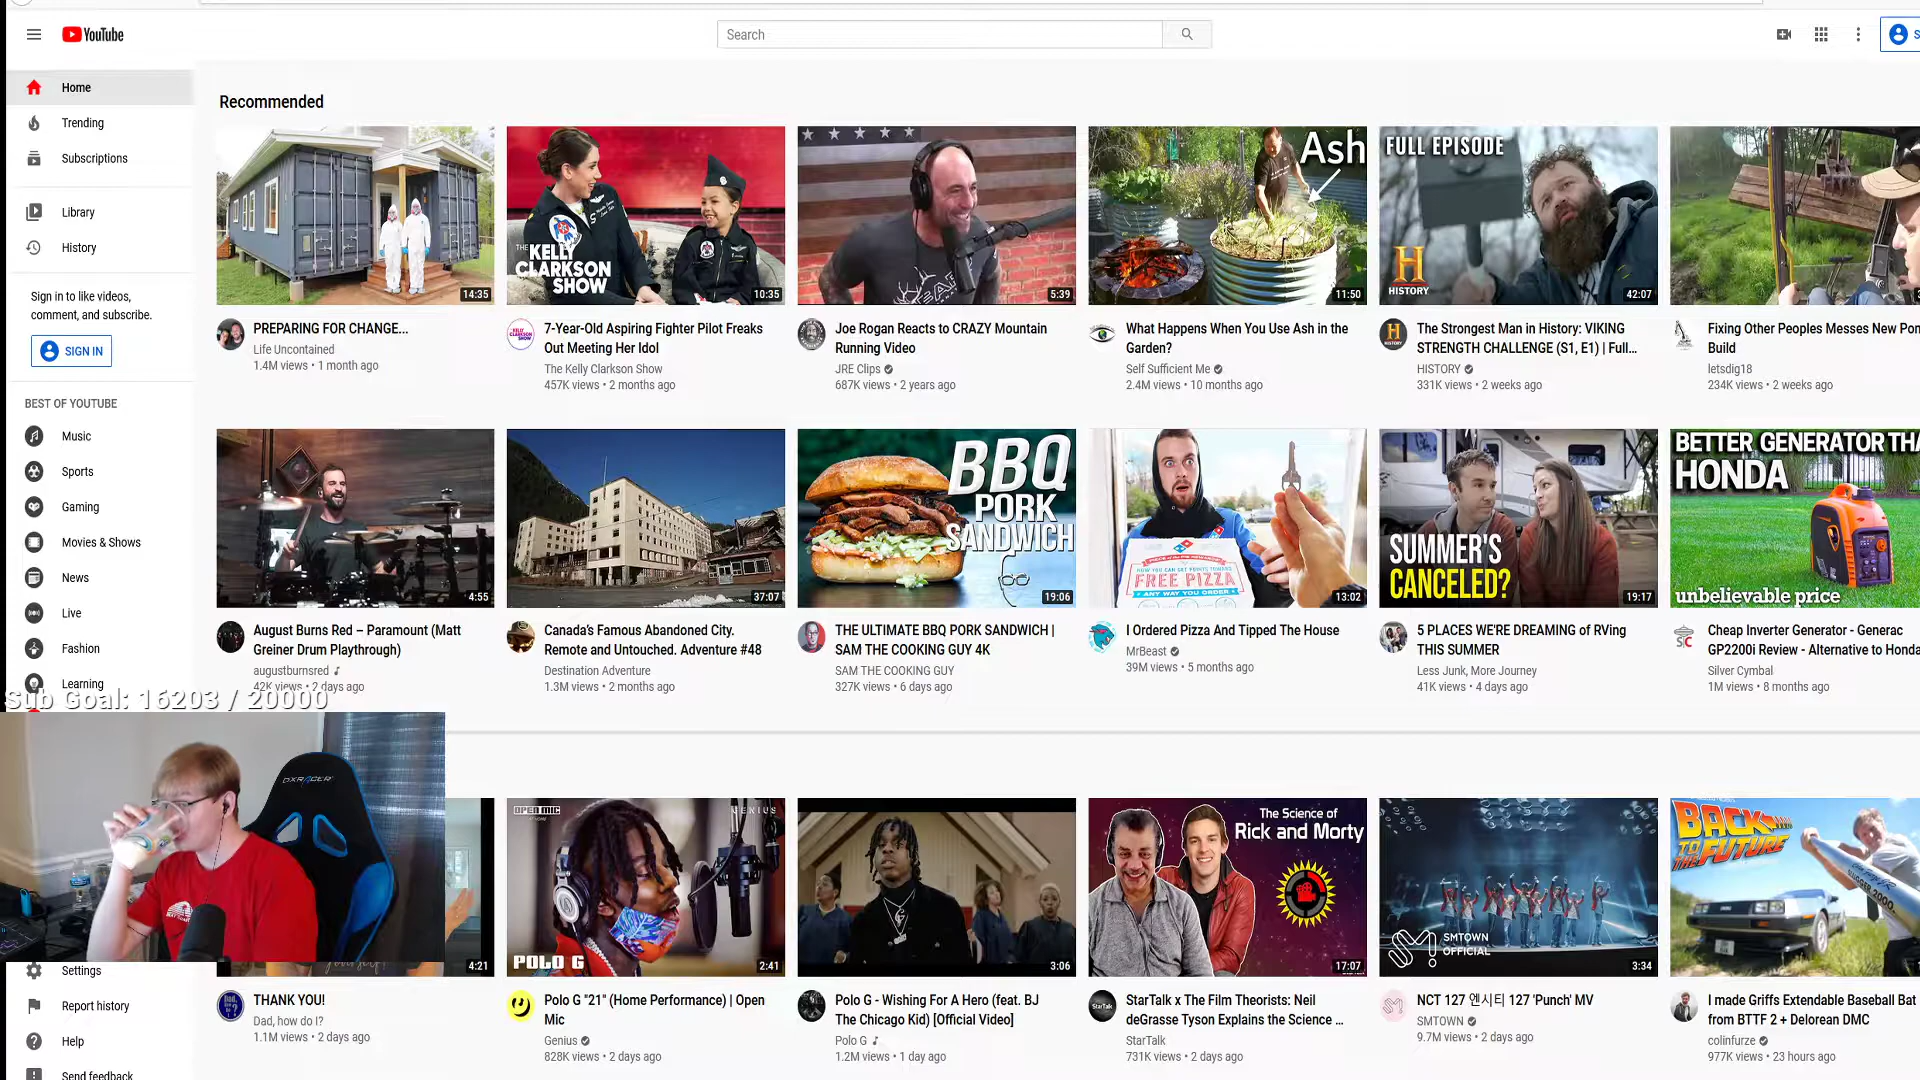 YouTube
Search
S
Home
Trending
Subscriptions
Library
History
Sign in to like videos,
comment, and subscribe.
SIGN IN
BEST OF YOUTUBE
Music
Sports
Gaming
Movies & Shows
News
Live
Fashion
Learning
Sub Goal: 16203 / 20000
DXRACER
Settings
Report history
Help
Send feedback
Recommended
14:35
THE
KELLY
CLARKSON
SHOW
10:35
5:39
Ash
11:50
FULL EPISODE
H
HISTORY
42:07
PREPARING FOR CHANGE...
Life Uncontained
1.4M views • 1 month ago
7-Year-Old Aspiring Fighter Pilot Freaks
Out Meeting Her Idol
The Kelly Clarkson Show
457K views • 2 months ago
Joe Rogan Reacts to CRAZY Mountain
Running Video
JRE Clips
687K views • 2 years ago
What Happens When You Use Ash in the
Garden?
Self Sufficient Me
2.4M views • 10 months ago
The Strongest Man in History: VIKING
STRENGTH CHALLENGE (S1, E1) | Full...
HISTORY
331K views • 2 weeks ago
Fixing Other Peoples Messes New Pon
Build
letsdig18
234K views • 2 weeks ago
4:55
37:07
BBQ
PORK
SANDWICH
19:06
FREE PIZZA
ANY WAY YOU ORDER
13:02
SUMMER'S
CANCELED?
19:17
BETTER GENERATOR THA
HONDA
unbelievable price
August Burns Red – Paramount (Matt
Greiner Drum Playthrough)
augustburnsred
42K views • 2 days ago
Canada's Famous Abandoned City.
Remote and Untouched. Adventure #48
Destination Adventure
1.3M views • 2 months ago
THE ULTIMATE BBQ PORK SANDWICH |
SAM THE COOKING GUY 4K
SAM THE COOKING GUY
327K views • 6 days ago
I Ordered Pizza And Tipped The House
MrBeast
39M views • 5 months ago
5 PLACES WE'RE DREAMING of RVing
THIS SUMMER
Less Junk, More Journey
41K views • 4 days ago
Cheap Inverter Generator - Generac
GP2200i Review - Alternative to Honda
Silver Cymbal
1M views • 8 months ago
4:21
OPEN MIC
GENIUS
POLO G
2:41
3:06
The Science of
Rick and Morty
17:07
SMTOWN
OFFICIAL
3:34
BACK
TO THE FUTURE
THANK YOU!
Dad, how do I?
1.1M views • 2 days ago
Polo G "21" (Home Performance) | Open
Mic
Genius
828K views • 2 days ago
Polo G - Wishing For A Hero (feat. BJ
The Chicago Kid) [Official Video]
Polo G
1.2M views • 1 day ago
StarTalk x The Film Theorists: Neil
deGrasse Tyson Explains the Science ...
StarTalk
731K views • 2 days ago
NCT 127 엔시티 127 'Punch' MV
SMTOWN
9.7M views • 2 days ago
I made Griffs Extendable Baseball Bat
from BTTF 2 + Delorean DMC
colinfurze
977K views • 23 hours ago